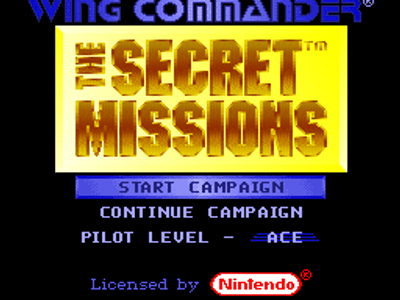 WING COMMANDER®
THE SECRET™
MISSIONS
START CAMPAIGN
CONTINUE CAMPAIGN
PILOT LEVEL - ACE
Licensed by Nintendo®